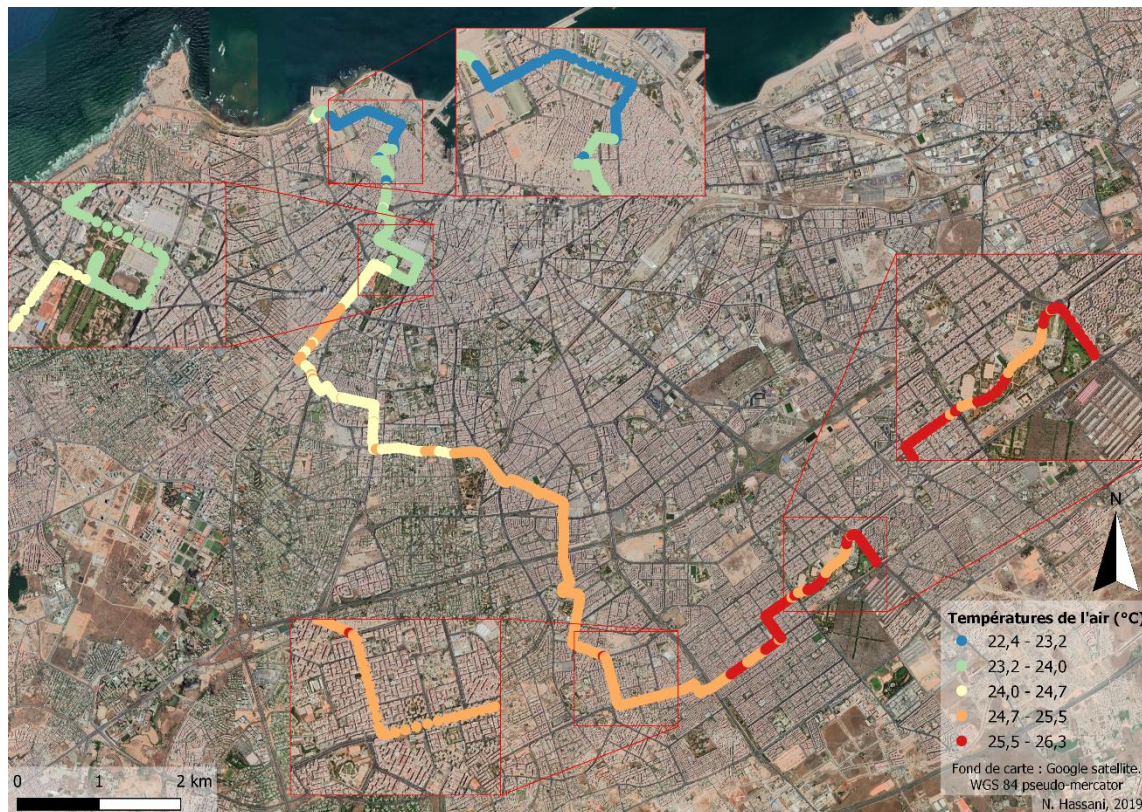 N
Températures de l'air (°C)
22,4 - 23,2
23,2 - 24,0
24,0 - 24,7
24,7 - 25,5
25,5 - 26,3
0 1 2 km
Fond de carte : Google satellite.
WGS 84 pseudo-mercator
N. Hassani,